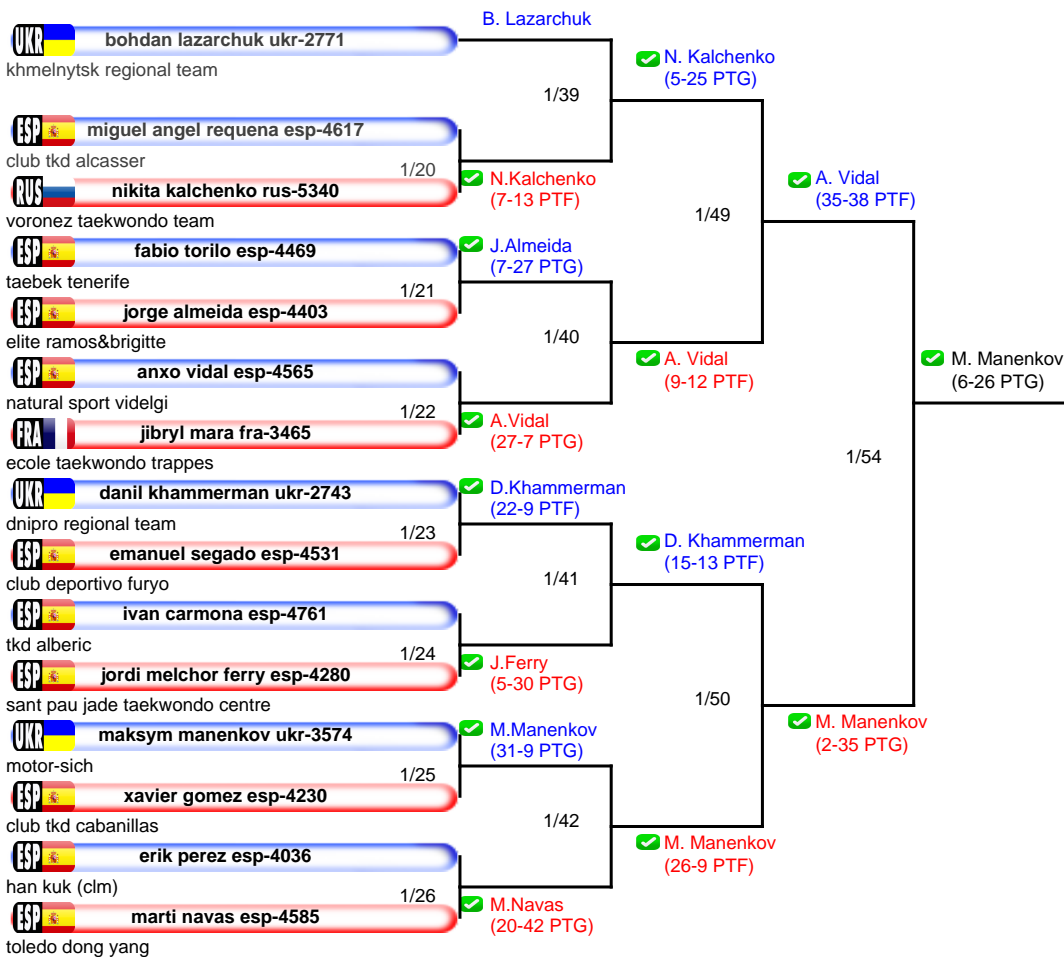 B. Lazarchuk
UKR bohdan lazarchuk ukr-2771
khmelnytsk regional team
N. Kalchenko
(5-25 PTG)
1/39
ESP miguel angel requena esp-4617
club tkd alcasser
1/20
RUS nikita kalchenko rus-5340
voronez taekwondo team
N.Kalchenko
(7-13 PTF)
A. Vidal
(35-38 PTF)
1/49
ESP fabio torilo esp-4469
taebek tenerife
J.Almeida
(7-27 PTG)
1/21
ESP jorge almeida esp-4403
elite ramos&brigitte
1/40
ESP anxo vidal esp-4565
natural sport videlgi
A. Vidal
(9-12 PTF)
M. Manenkov
(6-26 PTG)
1/22
FRA jibryl mara fra-3465
ecole taekwondo trappes
A.Vidal
(27-7 PTG)
1/54
UKR danil khammerman ukr-2743
dnipro regional team
D.Khammerman
(22-9 PTF)
1/23
ESP emanuel segado esp-4531
club deportivo furyo
D. Khammerman
(15-13 PTF)
1/41
ESP ivan carmona esp-4761
tkd alberic
1/24
ESP jordi melchor ferry esp-4280
sant pau jade taekwondo centre
J.Ferry
(5-30 PTG)
1/50
UKR maksym manenkov ukr-3574
motor-sich
M.Manenkov
(31-9 PTG)
M. Manenkov
(2-35 PTG)
1/25
ESP xavier gomez esp-4230
club tkd cabanillas
1/42
ESP erik perez esp-4036
han kuk (clm)
M. Manenkov
(26-9 PTF)
1/26
ESP marti navas esp-4585
toledo dong yang
M.Navas
(20-42 PTG)